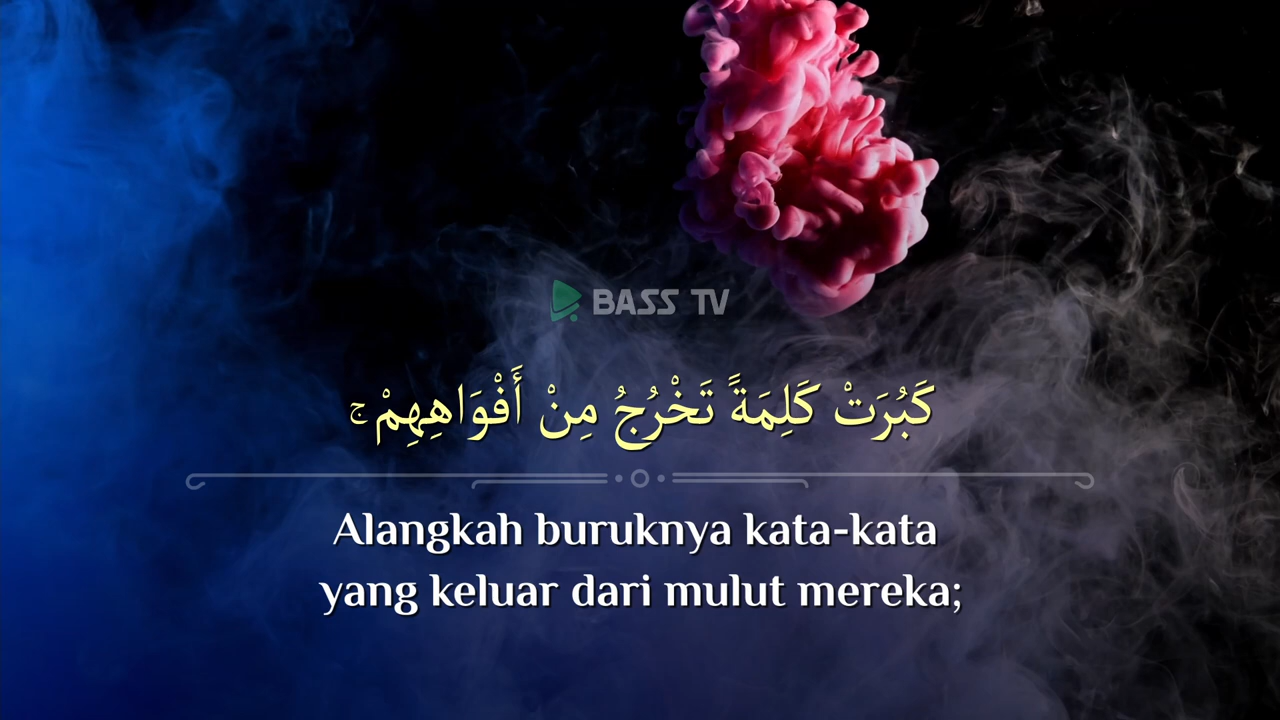 BASS TV
كَبُرَتْ كَلِمَةً تَخْرُجُ مِنْ أَفْوَاهِهِمْ ۚ
Alangkah buruknya kata-kata
yang keluar dari mulut mereka;